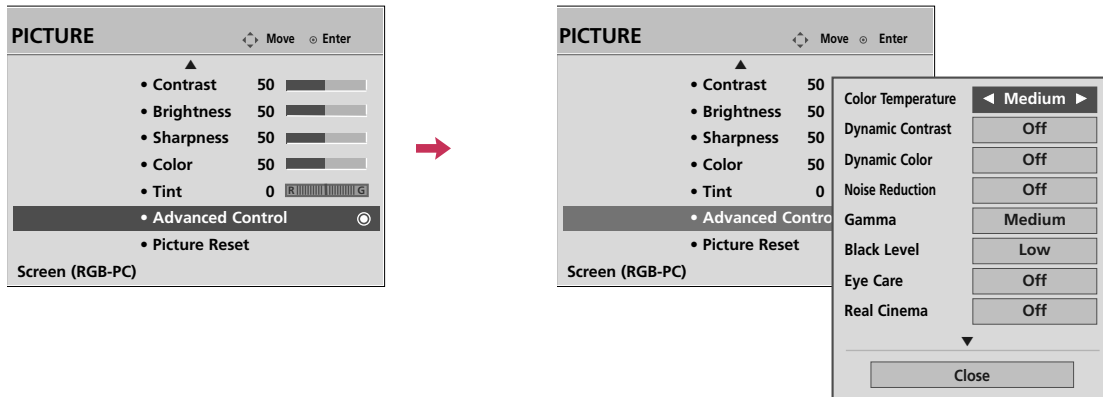 PICTURE
Move ⊙ Enter
• Contrast 50
• Brightness 50
• Sharpness 50
• Color 50
• Tint 0 R G
• Advanced Control
• Picture Reset
Screen (RGB-PC)
PICTURE
Move ⊙ Enter
• Contrast 50
• Brightness 50
• Sharpness 50
• Color 50
• Tint 0
• Advanced Contro
• Picture Reset
Screen (RGB-PC)
Color Temperature ◀ Medium ▶
Dynamic Contrast Off
Dynamic Color Off
Noise Reduction Off
Gamma Medium
Black Level Low
Eye Care Off
Real Cinema Off
Close